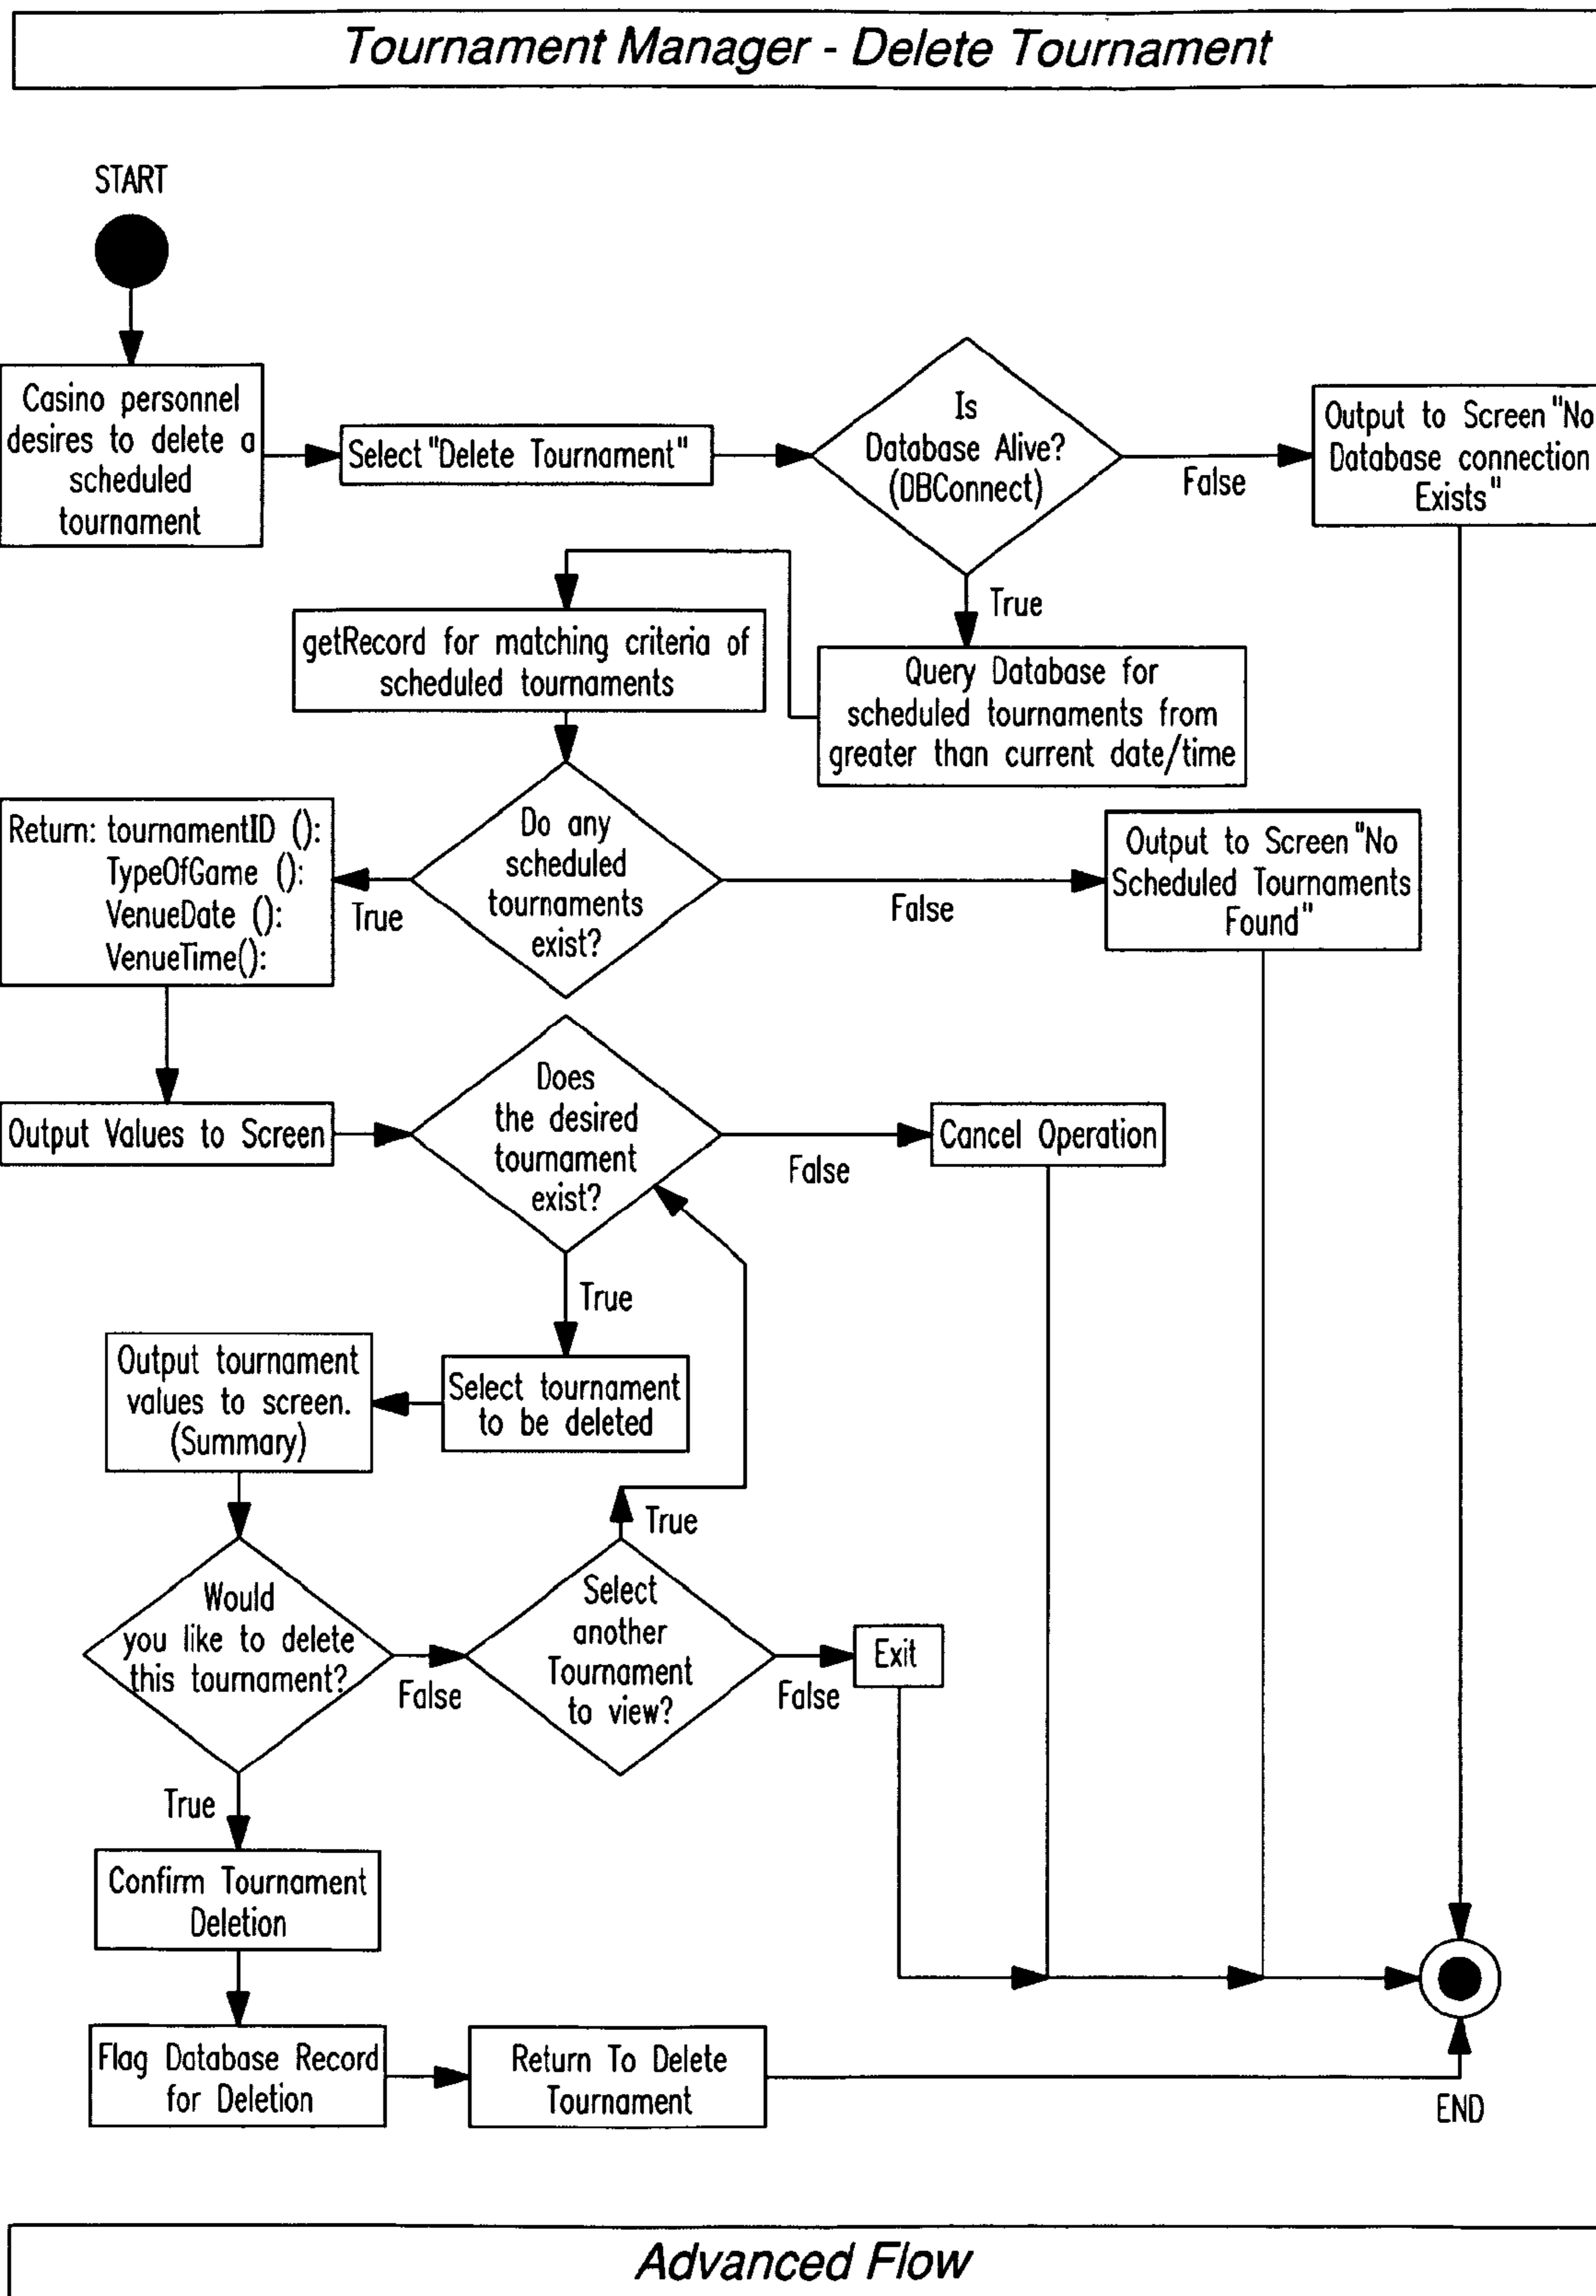 Tournament Manager - Delete Tournament
START
Casino personnel
desires to delete a
scheduled
tournament
Select "Delete Tournament"
Is
Database Alive?
(DBConnect)
False
Output to Screen "No
Database connection
Exists"
True
getRecord for matching criteria of
scheduled tournaments
Query Database for
scheduled tournaments from
greater than current date/time
Return: tournamentID ():
TypeOfGame ():
VenueDate ():
VenueTime():
True
Do any
scheduled
tournaments
exist?
False
Output to Screen "No
Scheduled Tournaments
Found"
Output Values to Screen
Does
the desired
tournament
exist?
False
Cancel Operation
True
Output tournament
values to screen.
(Summary)
Select tournament
to be deleted
True
Would
you like to delete
this tournament?
False
Select
another
Tournament
to view?
False
Exit
True
Confirm Tournament
Deletion
Flag Database Record
for Deletion
Return To Delete
Tournament
END
Advanced Flow